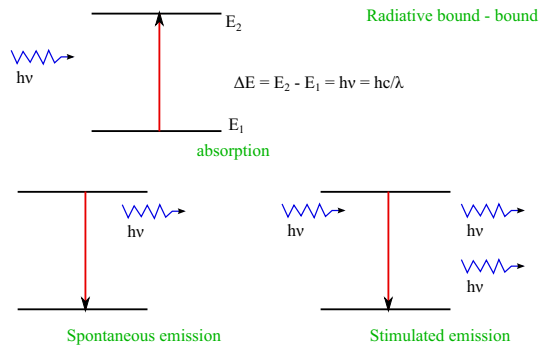 Radiative bound - bound
E₂
hν
ΔE = E₂ - E₁ = hν = hc/λ
E₁
absorption
hν
hν
hν
hν
Spontaneous emission
Stimulated emission